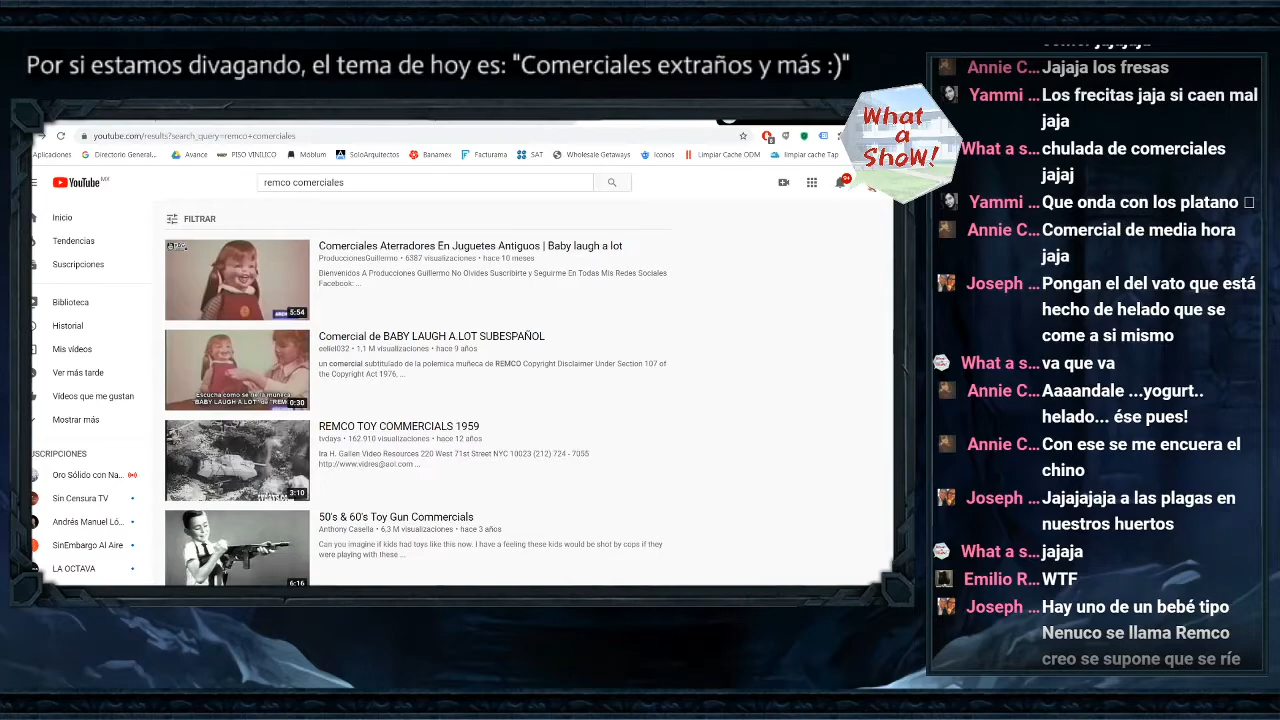 Por si estamos divagando, el tema de hoy es: "Comerciales extraños y más :)"
What
a
SHoW!
youtube.com/results?search_query=remco+comerciales
Aplicaciones
Directorio General...
Avance
PISO VINILICO
Möblum
SoloArquitectos
Banamex
Facturama
SAT
Wholesale Getaways
Iconos
Limpiar Cache ODM
limpiar cache Tap
YouTube MX
remco comerciales
9+
Inicio
Tendencias
Suscripciones
Biblioteca
Historial
Mis vídeos
Ver más tarde
Vídeos que me gustan
Mostrar más
USCRIPCIONES
Oro Sólido con Na...
Sin Censura TV
Andrés Manuel Ló...
SinEmbargo Al Aire
LA OCTAVA
FILTRAR
5:54
Comerciales Aterradores En Juguetes Antiguos | Baby laugh a lot
ProduccionesGuillermo • 6387 visualizaciones • hace 10 meses
Bienvenidos A Producciones Guillermo No Olvides Suscribirte y Seguirme En Todas Mis Redes Sociales
Facebook: ...
Escucha como se ríe la muñeca
"BABY LAUGH A.LOT" de "REM
0:30
Comercial de BABY LAUGH A.LOT SUBESPAÑOL
eeliel032 • 1,1 M visualizaciones • hace 9 años
un comercial subtitulado de la polemica muñeca de REMCO Copyright Disclaimer Under Section 107 of
the Copyright Act 1976, ...
3:10
REMCO TOY COMMERCIALS 1959
tvdays • 162.910 visualizaciones • hace 12 años
Ira H. Gallen Video Resources 220 West 71st Street NYC 10023 (212) 724 - 7055
http://www.vidres@aol.com ...
6:16
50's & 60's Toy Gun Commercials
Anthony Casella • 6,3 M visualizaciones • hace 3 años
Can you imagine if kids had toys like this now. I have a feeling these kids would be shot by cops if they
were playing with these ...
Annie C... Jajaja los fresas
Yammi ... Los frecitas jaja si caen mal
jaja
What a s... chulada de comerciales
jajaj
Yammi ... Que onda con los platano
Annie C... Comercial de media hora
jaja
Joseph ... Pongan el del vato que está
hecho de helado que se
come a si mismo
What a s... va que va
Annie C... Aaaandale ...yogurt..
helado... ése pues!
Annie C... Con ese se me encuera el
chino
Joseph ... Jajajajaja a las plagas en
nuestros huertos
What a s... jajaja
Emilio R... WTF
Joseph ... Hay uno de un bebé tipo
Nenuco se llama Remco
creo se supone que se ríe